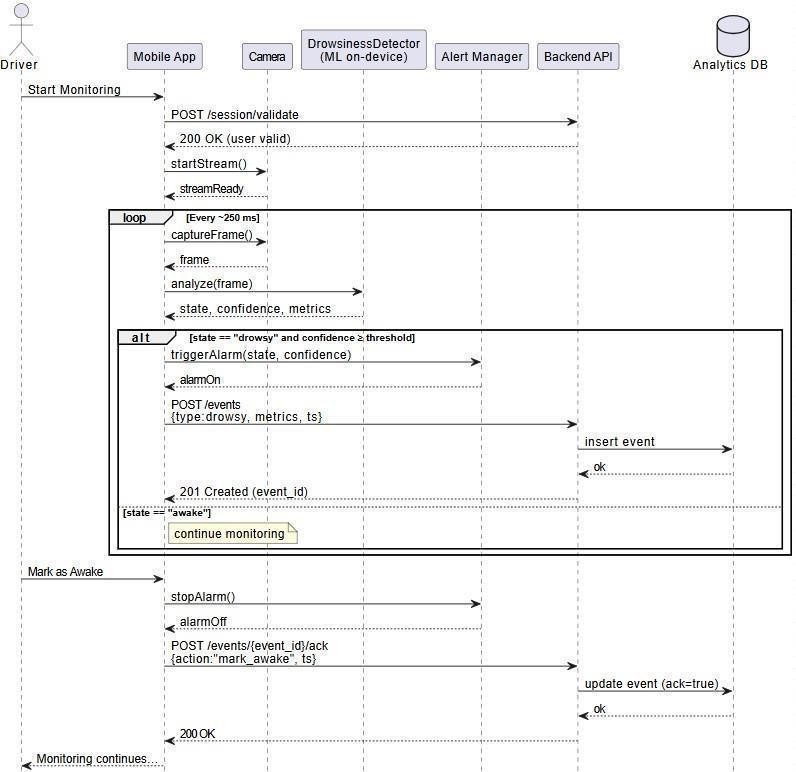 Driver
Mobile App
Camera
DrowsinessDetector
(ML on-device)
Alert Manager
Backend API
Analytics DB
Start Monitoring
POST /session/validate
200 OK (user valid)
startStream()
streamReady
loop
[Every ~250 ms]
captureFrame()
frame
analyze(frame)
state, confidence, metrics
alt
[state == "drowsy" and confidence ≥ threshold]
triggerAlarm(state, confidence)
alarmOn
POST /events
{type:drowsy, metrics, ts}
insert event
ok
201 Created (event_id)
[state == "awake"]
continue monitoring
Mark as Awake
stopAlarm()
alarmOff
POST /events/{event_id}/ack
{action:"mark_awake", ts}
update event (ack=true)
ok
200 OK
Monitoring continues...